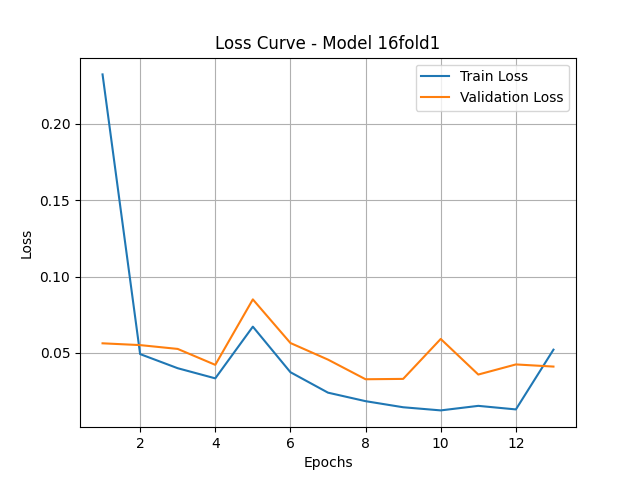 Loss Curve - Model 16fold1
Train Loss
Validation Loss
0.20
0.15
0.10
0.05
Loss
2 4 6 8 10 12
Epochs